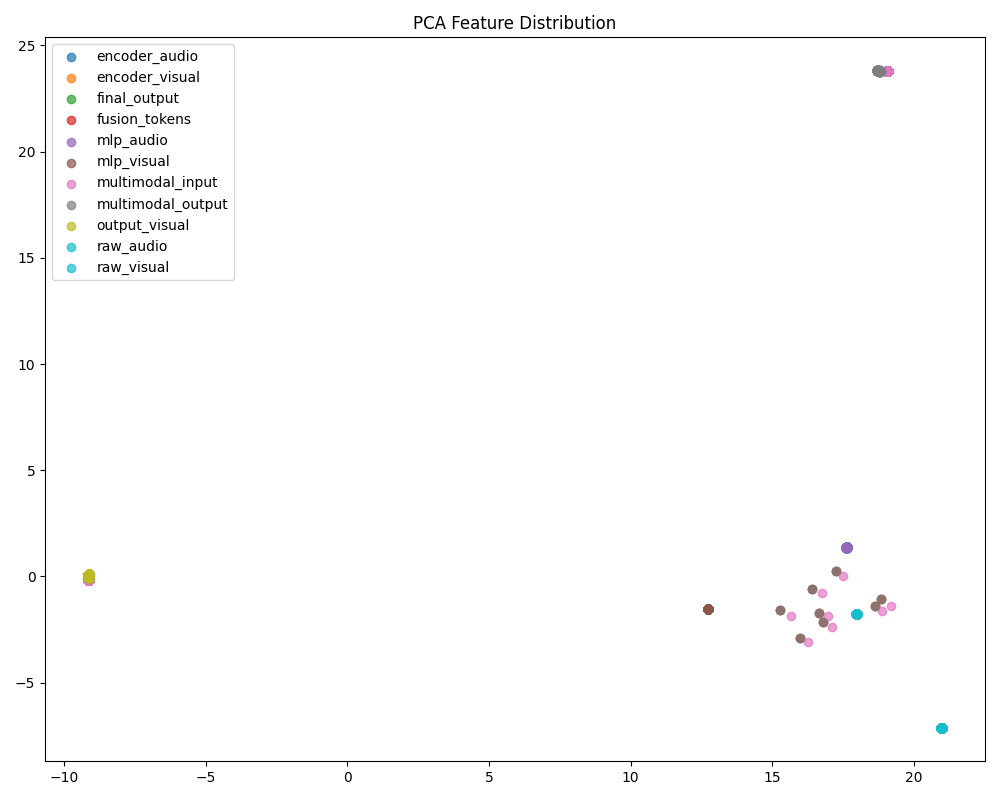 PCA Feature Distribution
25
20
15
10
5
0
−5
−10
−5
0
5
10
15
20
encoder_audio
encoder_visual
final_output
fusion_tokens
mlp_audio
mlp_visual
multimodal_input
multimodal_output
output_visual
raw_audio
raw_visual